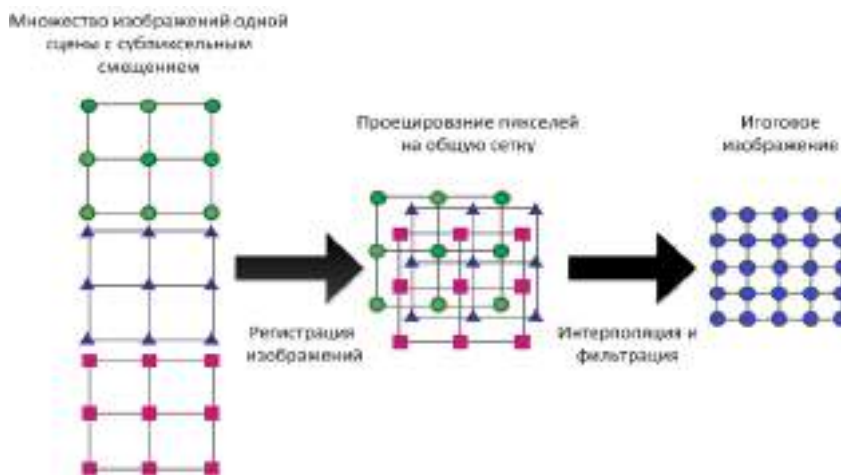 Множество изображений одной
сцены с субпиксельным
смещением
Проецирование пикселей
на общую сетку
Итоговое
изображение
Регистрация
изображений
Интерполяция и
фильтрация